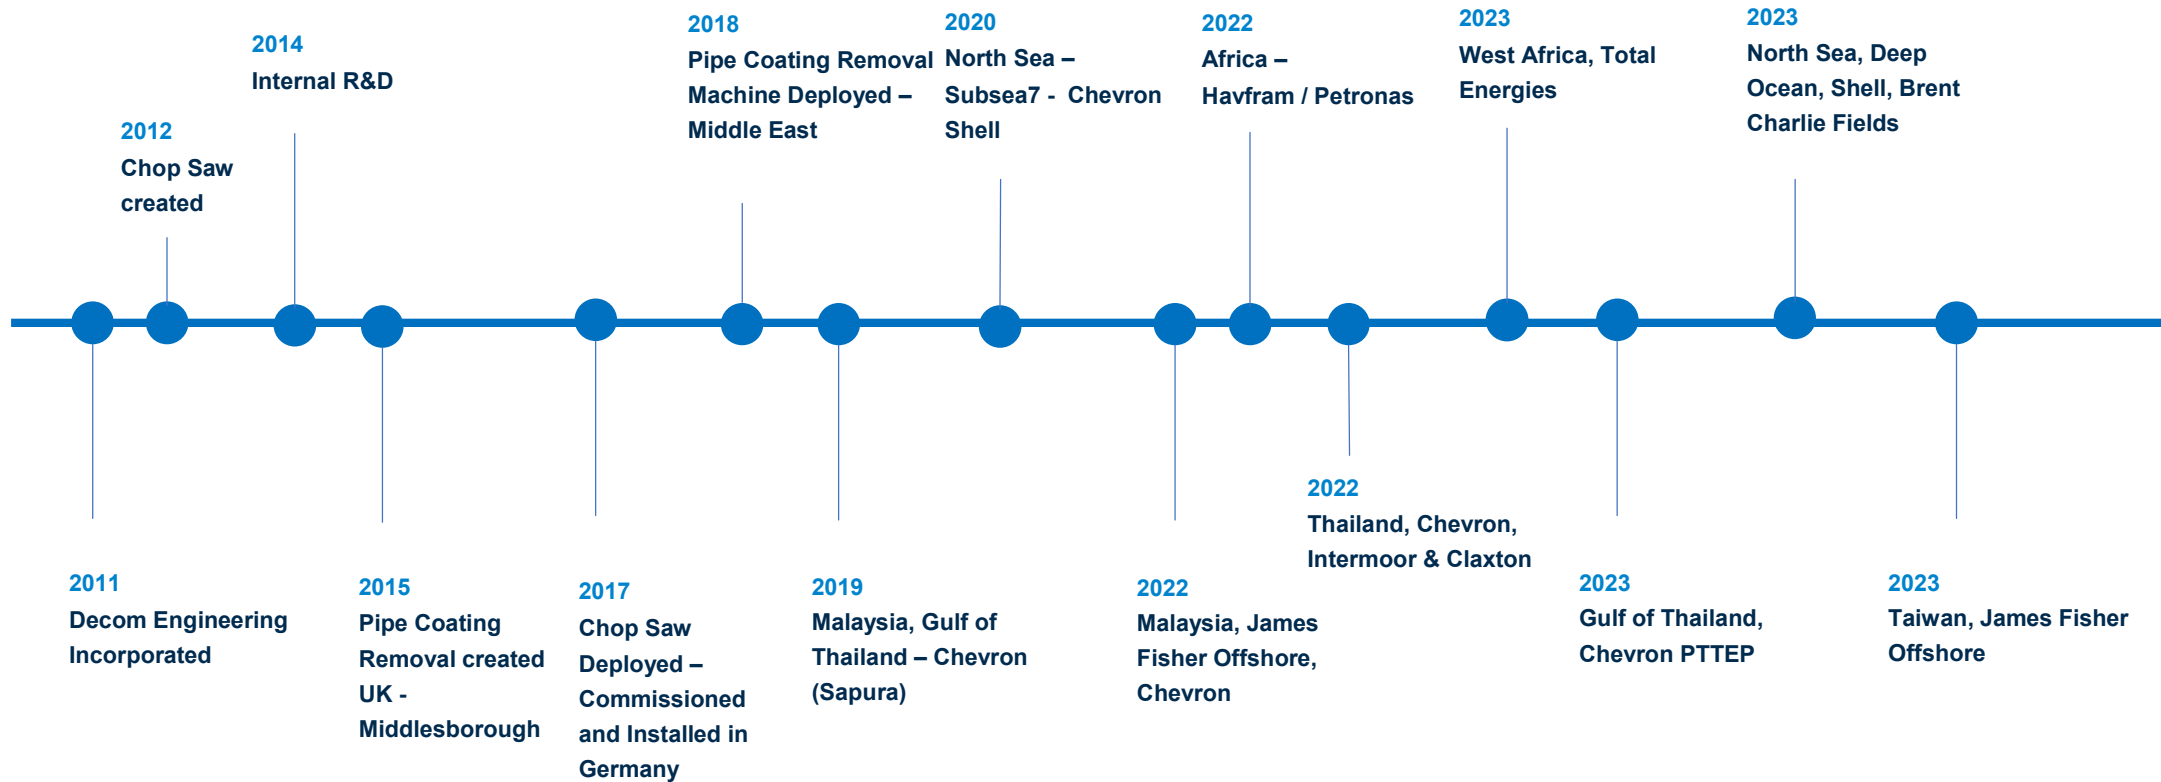 2011
Decom Engineering
Incorporated
2012
Chop Saw
created
2014
Internal R&D
2015
Pipe Coating
Removal created
UK -
Middlesborough
2017
Chop Saw
Deployed –
Commissioned
and Installed in
Germany
2018
Pipe Coating Removal
Machine Deployed –
Middle East
2019
Malaysia, Gulf of
Thailand – Chevron
(Sapura)
2020
North Sea –
Subsea7 - Chevron
Shell
2022
Malaysia, James
Fisher Offshore,
Chevron
2022
Africa –
Havfram / Petronas
2022
Thailand, Chevron,
Intermoor & Claxton
2023
West Africa, Total
Energies
2023
Gulf of Thailand,
Chevron PTTEP
2023
North Sea, Deep
Ocean, Shell, Brent
Charlie Fields
2023
Taiwan, James Fisher
Offshore